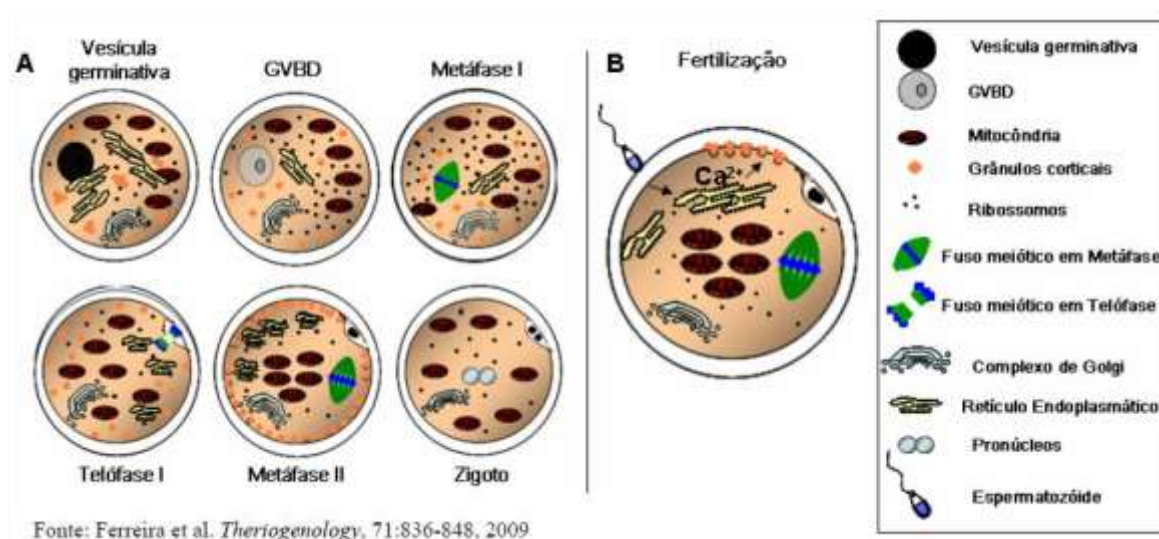 A
Vesícula
germinativa
GVBD
Metáfase I
Telófase I
Metáfase II
Zigoto
B
Fertilização
Ca²⁺
Vesícula germinativa
GVBD
Mitocôndria
Grânulos corticais
Ribossomos
Fuso meiótico em Metáfase
Fuso meiótico em Telófase
Complexo de Golgi
Retículo Endoplasmático
Pronúcleos
Espermatozóide
Fonte: Ferreira et al. Theriogenology, 71:836-848, 2009